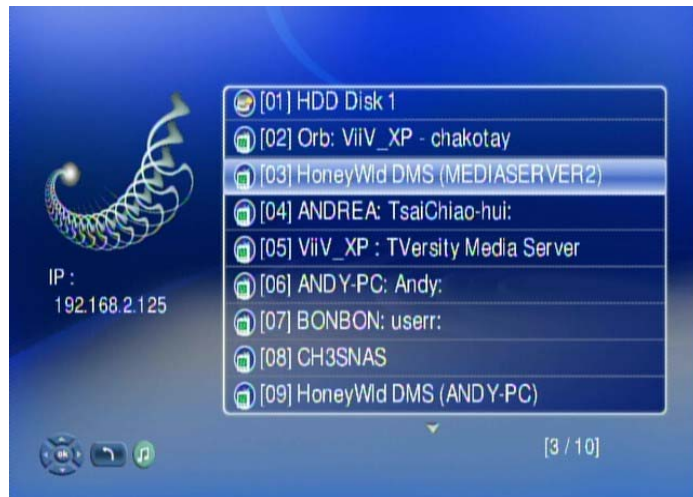 [01] HDD Disk 1
[02] Orb: ViiV_XP - chakotay
[03] HoneyWld DMS (MEDIASERVER2)
[04] ANDREA: TsaiChiao-hui:
[05] ViiV_XP : TVersity Media Server
[06] ANDY-PC: Andy:
[07] BONBON: userr:
[08] CH3SNAS
[09] HoneyWld DMS (ANDY-PC)
IP :
192.168.2.125
ok
[3 / 10]